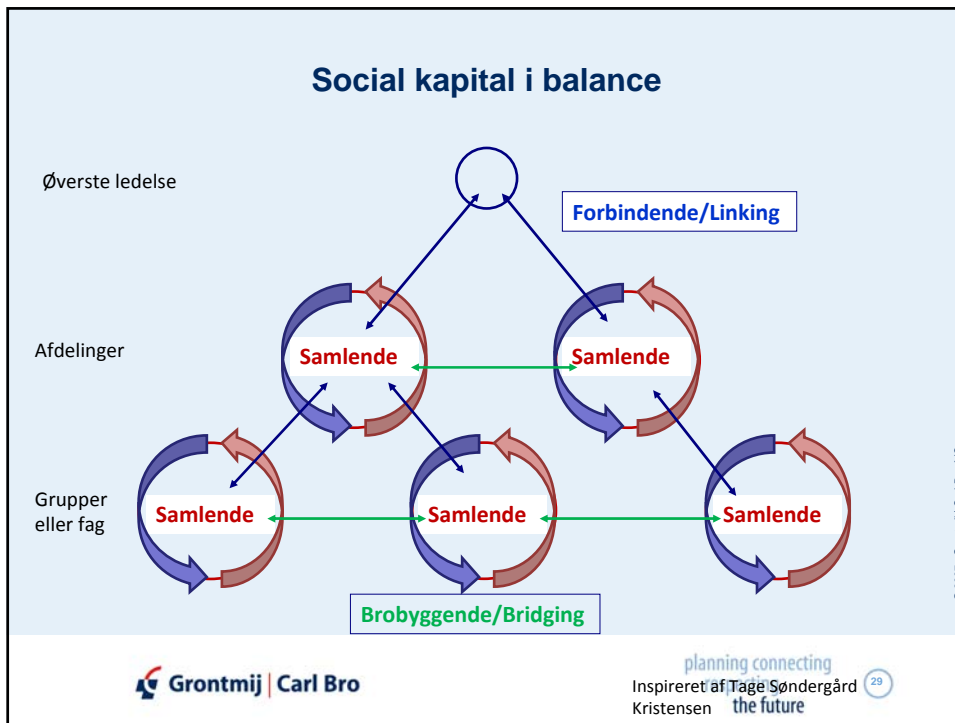 Social kapital i balance
Øverste ledelse
Forbindende/Linking
Afdelinger
Samlende
Samlende
Grupper
eller fag
Samlende
Samlende
Samlende
Brobyggende/Bridging
Grontmij | Carl Bro
planning connecting
Inspireret af Tage Søndergård
Kristensen
the future
29